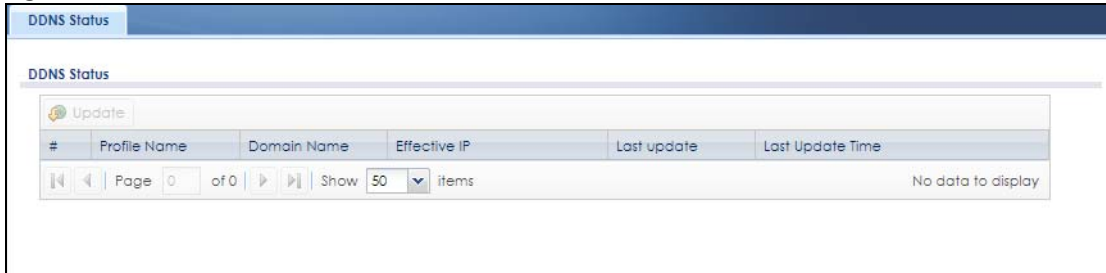 DDNS Status
DDNS Status
Update
# Profile Name Domain Name Effective IP Last update Last Update Time
Page 0 of 0 Show 50 items No data to display